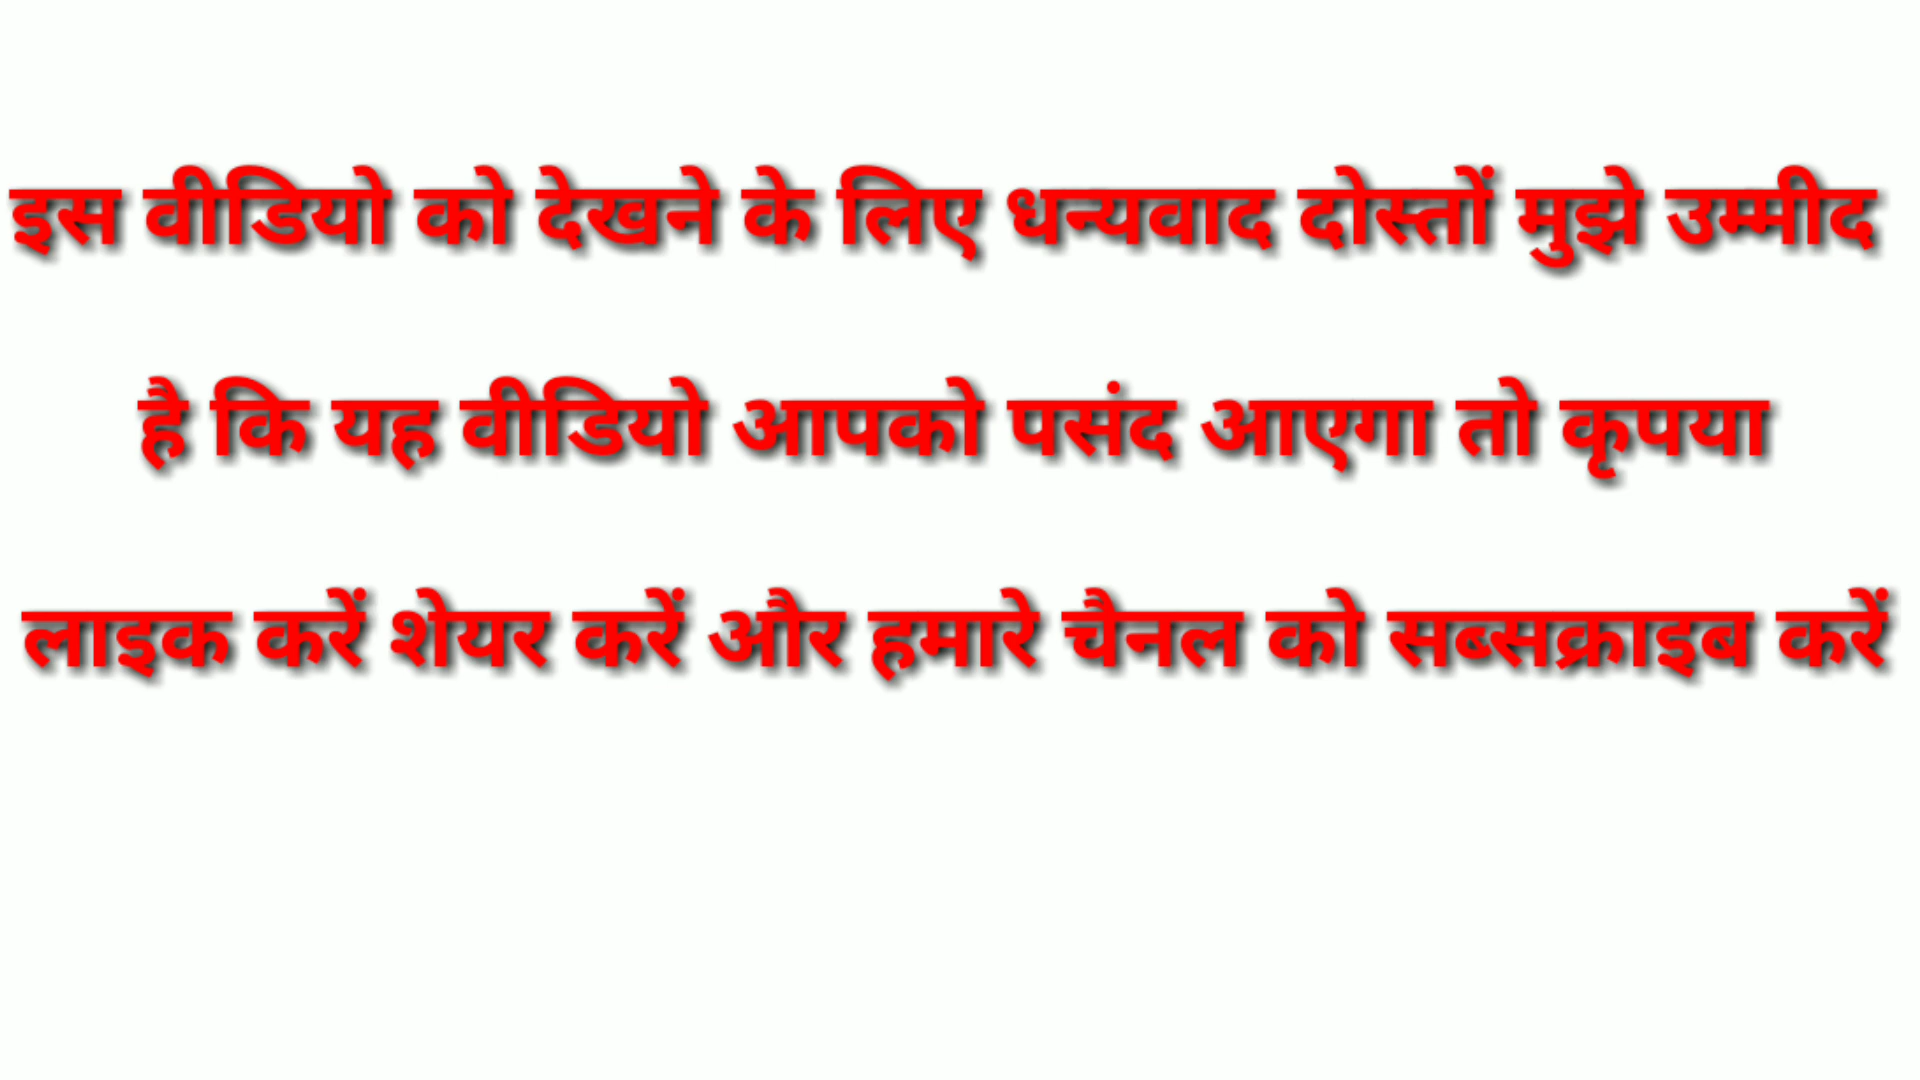 इस वीडियो को देखने के लिए धन्यवाद दोस्तों मुझे उम्मीद
है कि यह वीडियो आपको पसंद आएगा तो कृपया
लाइक करें शेयर करें और हमारे चैनल को सब्सक्राइब करें